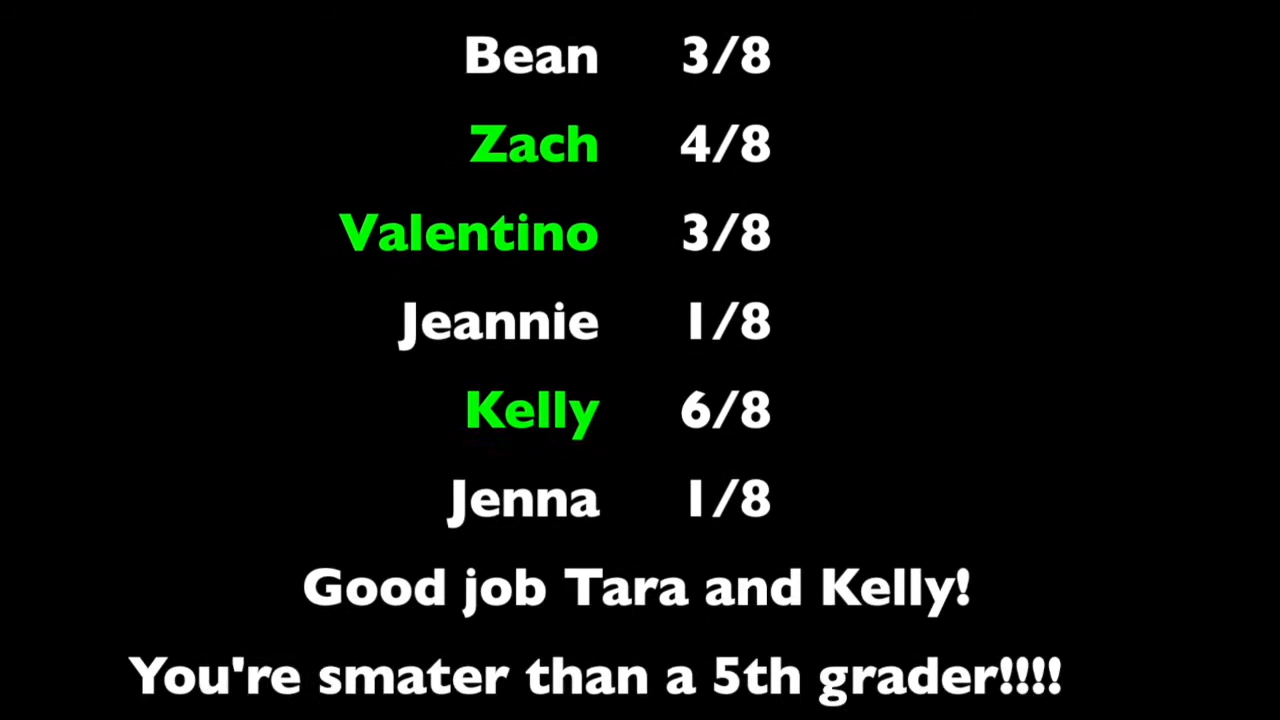 Bean 3/8
Zach 4/8
Valentino 3/8
Jeannie 1/8
Kelly 6/8
Jenna 1/8
Good job Tara and Kelly!
You're smater than a 5th grader!!!!